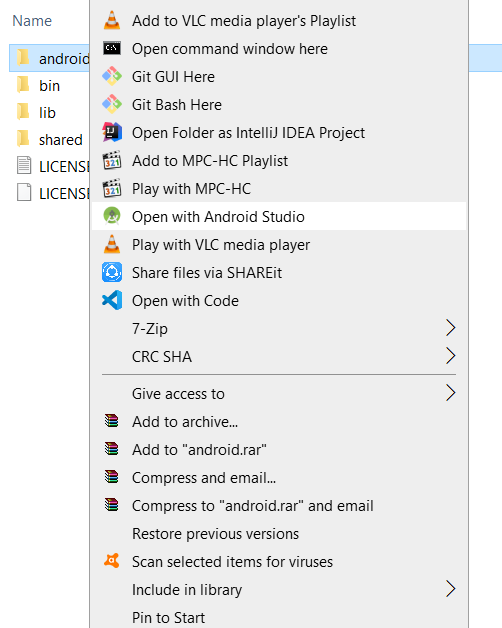 Name
android
bin
lib
shared
LICENSE
LICENSE
Add to VLC media player's Playlist
C:\
Open command window here
Git GUI Here
Git Bash Here
Open Folder as IntelliJ IDEA Project
321
Add to MPC-HC Playlist
321
Play with MPC-HC
Open with Android Studio
Play with VLC media player
Share files via SHAREit
Open with Code
7-Zip
CRC SHA
Give access to
Add to archive...
Add to "android.rar"
Compress and email...
Compress to "android.rar" and email
Restore previous versions
Scan selected items for viruses
Include in library
Pin to Start